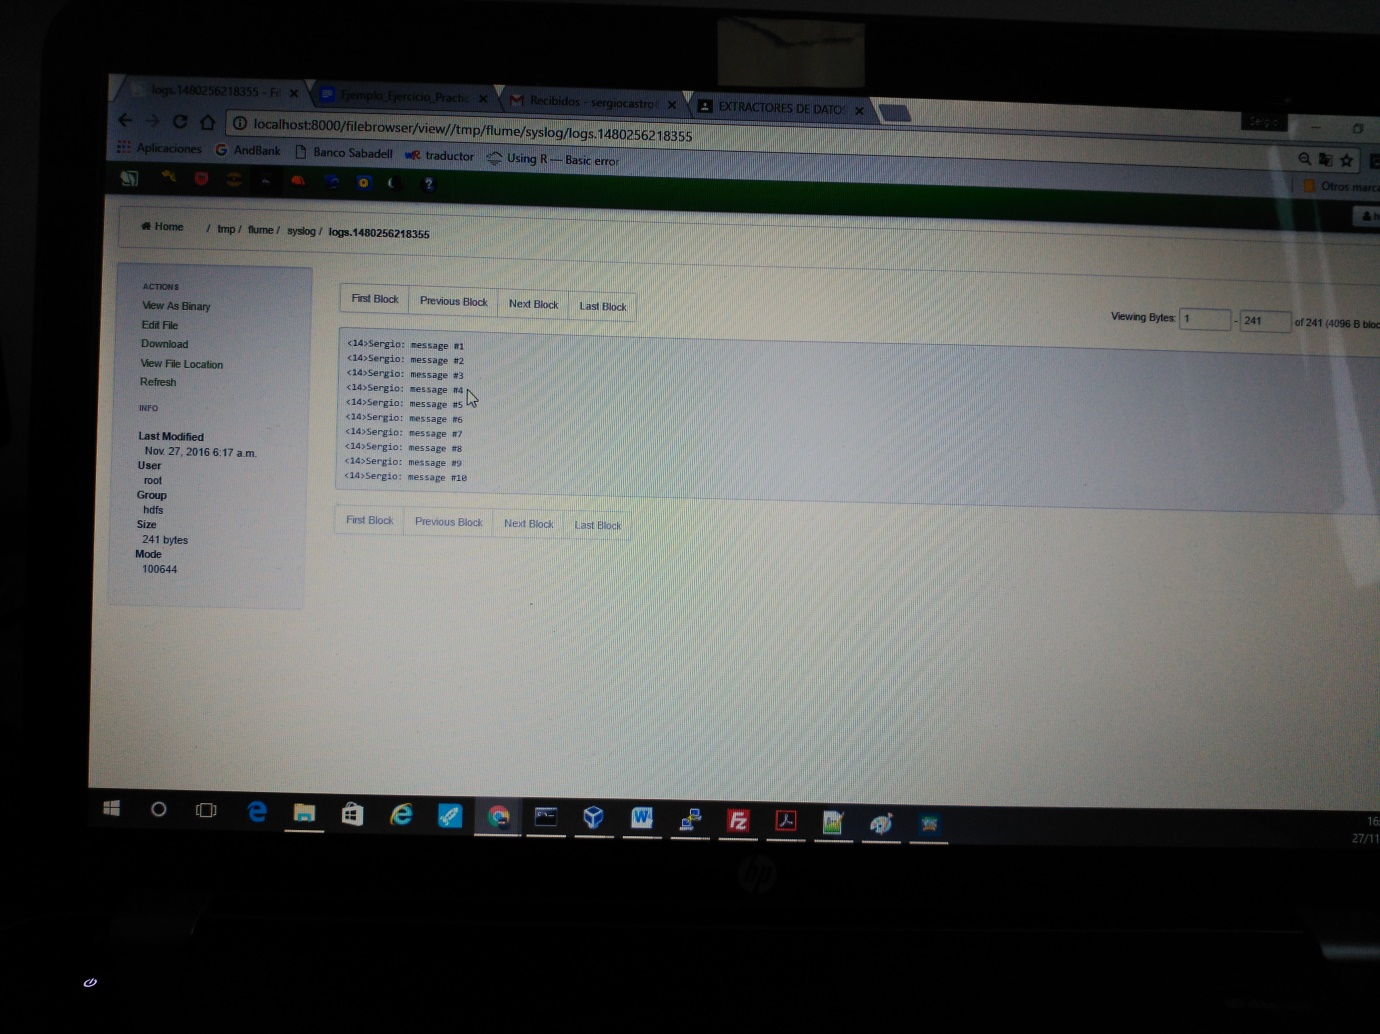 logs.1480256218355 - Fil
Ejemplo_Ejercicio_Practic
Recibidos - sergiocastro
EXTRACTORES DE DATOS
Sergio
localhost:8000/filebrowser/view//tmp/flume/syslog/logs.1480256218355
Aplicaciones
AndBank
Banco Sabadell
traductor
Using R — Basic error
Otros marc
Home / tmp / flume / syslog / logs.1480256218355
ACTIONS
View As Binary
Edit File
Download
View File Location
Refresh
INFO
Last Modified
Nov. 27, 2016 6:17 a.m.
User
root
Group
hdfs
Size
241 bytes
Mode
100644
First Block Previous Block Next Block Last Block
Viewing Bytes: 1 - 241 of 241 (4096 B bloc
<14>Sergio: message #1
<14>Sergio: message #2
<14>Sergio: message #3
<14>Sergio: message #4
<14>Sergio: message #5
<14>Sergio: message #6
<14>Sergio: message #7
<14>Sergio: message #8
<14>Sergio: message #9
<14>Sergio: message #10
First Block Previous Block Next Block Last Block
16:
27/11
hp